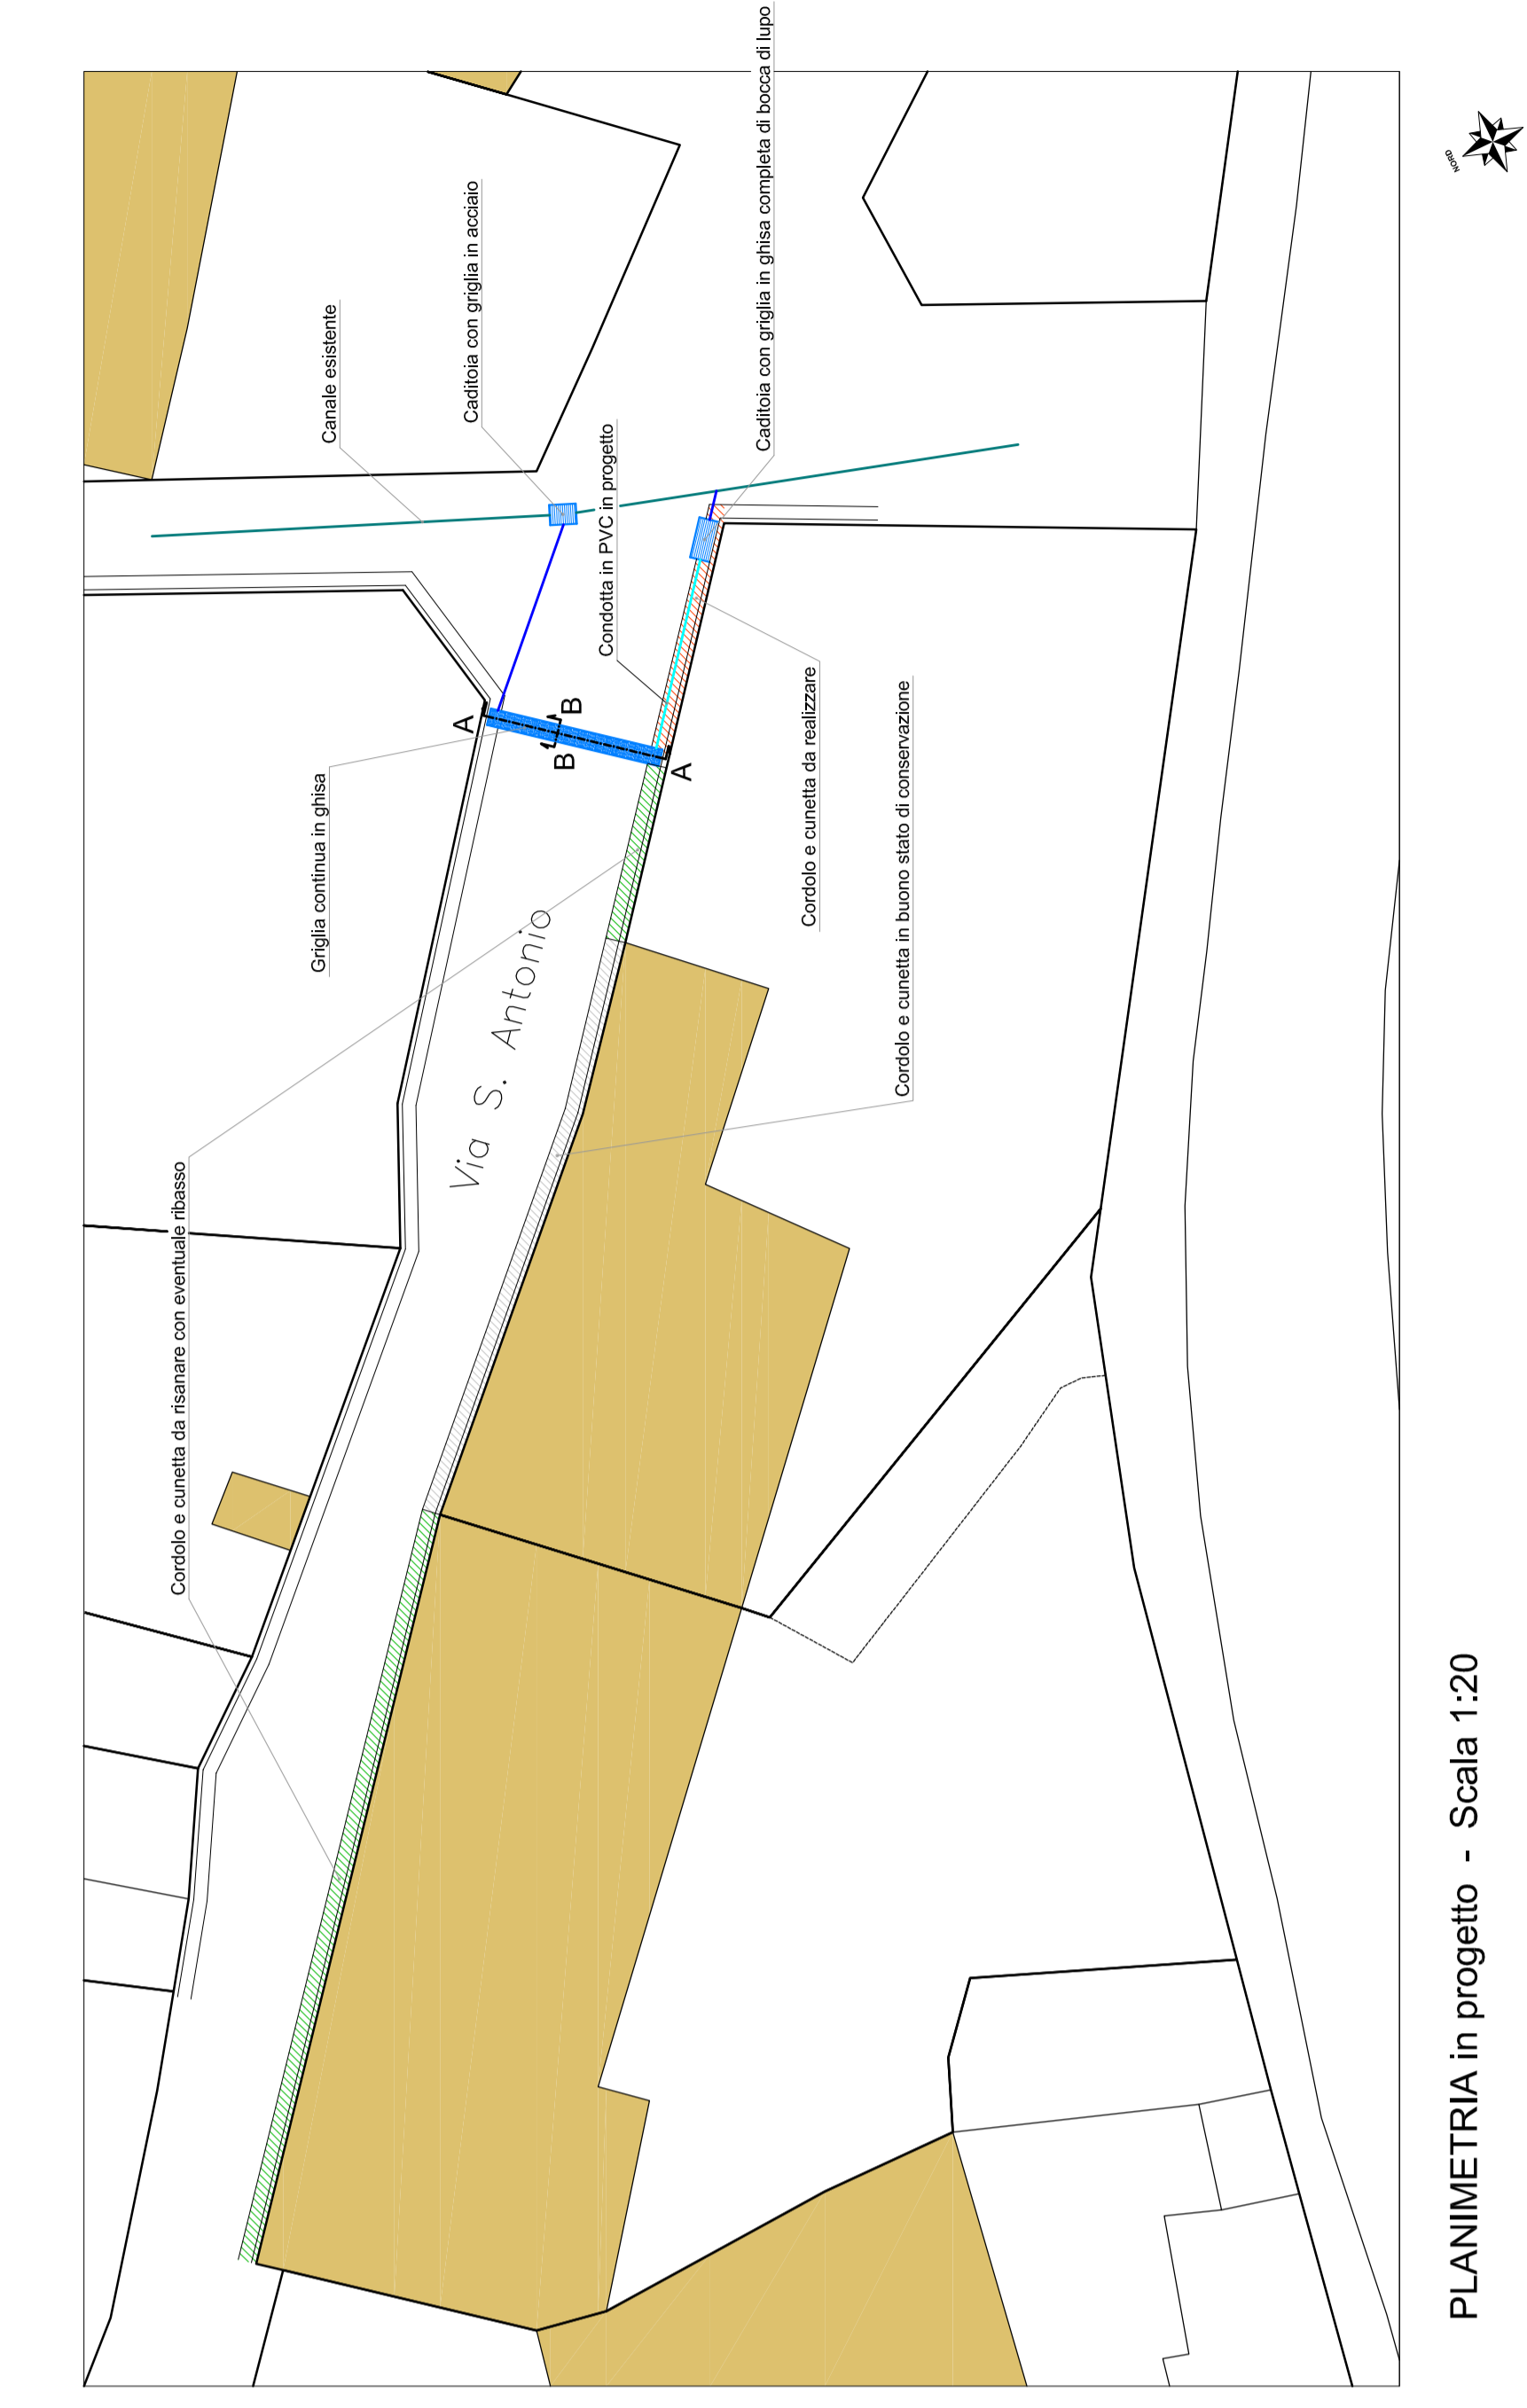 Cordolo e cunetta da risanare con eventuale ribasso
Griglia continua in ghisa
Canale esistente
Caditoia con griglia in acciaio
Via S. Antonio
A
B
B
A
Condotta in PVC in progetto
Caditoia con griglia in ghisa completa di bocca di lupo
Cordolo e cunetta da realizzare
Cordolo e cunetta in buono stato di conservazione
NORD
PLANIMETRIA in progetto - Scala 1:20